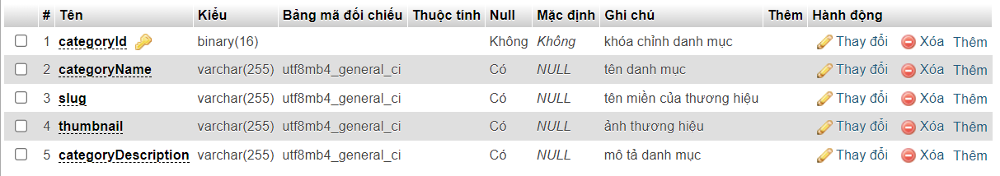 # Tên Kiểu Bảng mã đối chiếu Thuộc tính Null Mặc định Ghi chú Thêm Hành động
1 categoryId binary(16) Không Không khóa chỉnh danh mục Thay đổi Xóa Thêm
2 categoryName varchar(255) utf8mb4_general_ci Có NULL tên danh mục Thay đổi Xóa Thêm
3 slug varchar(255) utf8mb4_general_ci Có NULL tên miền của thương hiệu Thay đổi Xóa Thêm
4 thumbnail varchar(255) utf8mb4_general_ci Có NULL ảnh thương hiệu Thay đổi Xóa Thêm
5 categoryDescription varchar(255) utf8mb4_general_ci Có NULL mô tả danh mục Thay đổi Xóa Thêm